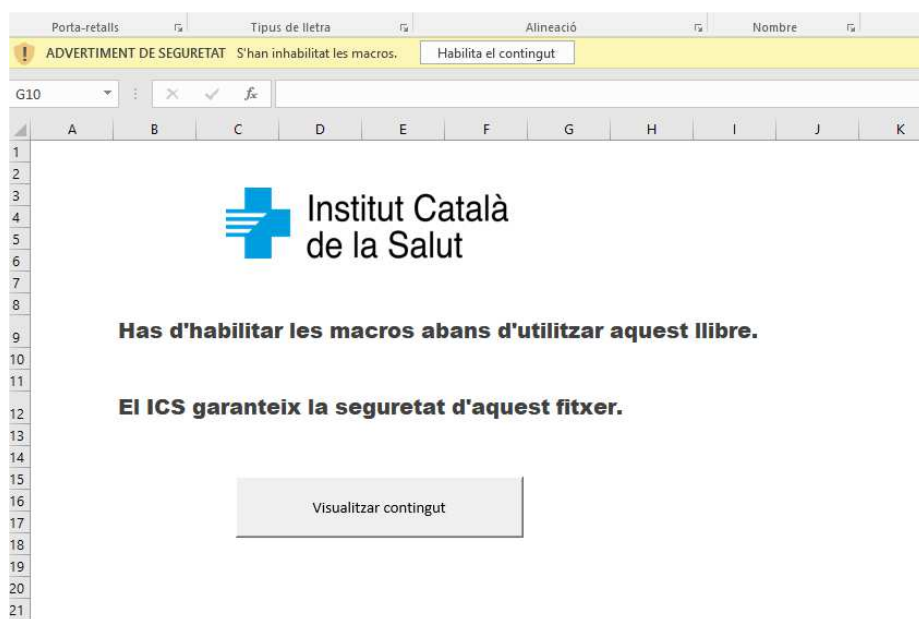 Porta-retalls Tipus de lletra Alineació Nombre
ADVERTIMENT DE SEGURETAT S'han inhabilitat les macros. Habilita el contingut
G10 fx
A B C D E F G H I J K
1
2
3
4
5
6
7
8
9
10
11
12
13
14
15
16
17
18
19
20
21
Institut Català
de la Salut
Has d'habilitar les macros abans d'utilitzar aquest llibre.
El ICS garanteix la seguretat d'aquest fitxer.
Visualitzar contingut